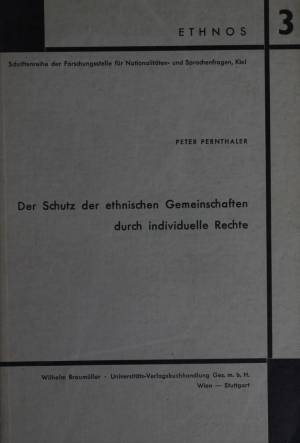 ETHNOS 3
Schriftenreihe der Forschungsstelle für Nationalitäten- und Sprachenfragen, Kiel
PETER PERNTHALER
Der Schutz der ethnischen Gemeinschaften
durch individuelle Rechte
Wilhelm Braumüller - Universitäts-Verlagsbuchhandlung Ges. m. b. H.
Wien — Stuttgart